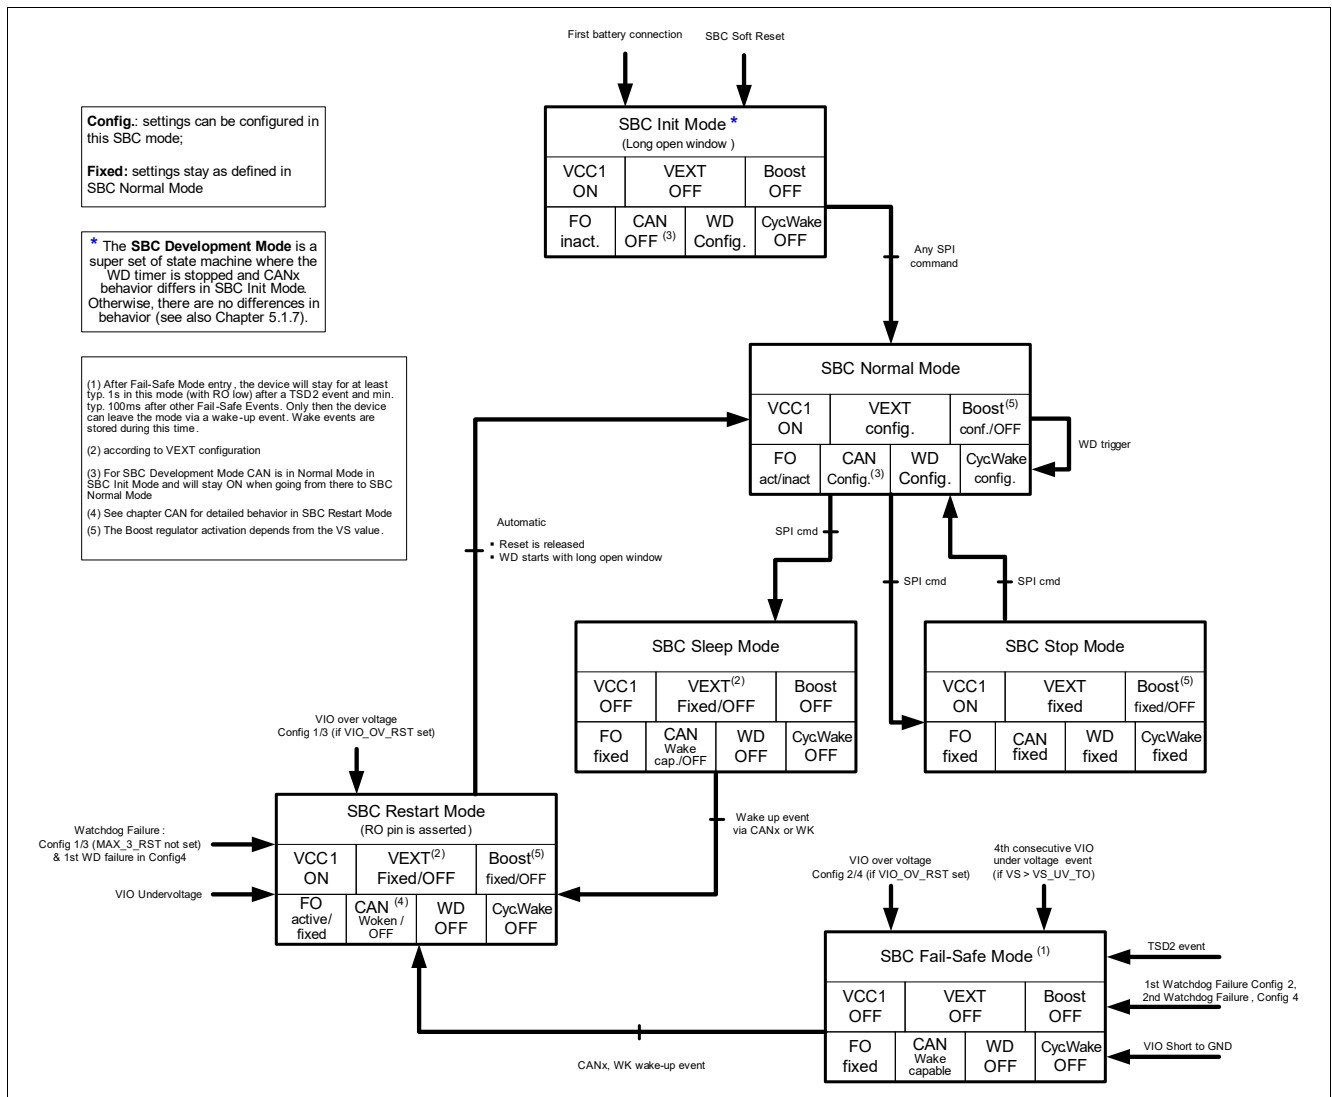 First battery connection
SBC Soft Reset
Config.: settings can be configured in
this SBC mode;
Fixed: settings stay as defined in
SBC Normal Mode
* The SBC Development Mode is a
super set of state machine where the
WD timer is stopped and CANx
behavior differs in SBC Init Mode.
Otherwise, there are no differences in
behavior (see also Chapter 5.1.7).
(1) After Fail-Safe Mode entry, the device will stay for at least
typ. 1s in this mode (with RO low) after a TSD2 event and min.
typ. 100ms after other Fail-Safe Events. Only then the device
can leave the mode via a wake-up event. Wake events are
stored during this time.
(2) according to VEXT configuration
(3) For SBC Development Mode CAN is in Normal Mode in
SBC Init Mode and will stay ON when going from there to SBC
Normal Mode
(4) See chapter CAN for detailed behavior in SBC Restart Mode
(5) The Boost regulator activation depends from the VS value.
SBC Init Mode *
(Long open window )
VCC1
ON
VEXT
OFF
Boost
OFF
FO
inact.
CAN
OFF (3)
WD
Config.
Cyc.Wake
OFF
Any SPI
command
SBC Normal Mode
VCC1
ON
VEXT
config.
Boost(5)
conf./OFF
FO
act/inact
CAN
Config.(3)
WD
Config.
Cyc.Wake
config.
WD trigger
Automatic
▪ Reset is released
▪ WD starts with long open window
SPI cmd
SPI cmd
SPI cmd
SBC Sleep Mode
VCC1
OFF
VEXT(2)
Fixed/OFF
Boost
OFF
FO
fixed
CAN
Wake
cap./OFF
WD
OFF
Cyc.Wake
OFF
SBC Stop Mode
VCC1
ON
VEXT
fixed
Boost(5)
fixed/OFF
FO
fixed
CAN
fixed
WD
fixed
Cyc.Wake
fixed
VIO over voltage
Config 1/3 (if VIO_OV_RST set)
Watchdog Failure :
Config 1/3 (MAX_3_RST not set)
& 1st WD failure in Config4
VIO Undervoltage
SBC Restart Mode
(RO pin is asserted )
VCC1
ON
VEXT(2)
Fixed/OFF
Boost(5)
fixed/OFF
FO
active/
fixed
CAN (4)
Woken /
OFF
WD
OFF
Cyc.Wake
OFF
Wake up event
via CANx or WK
VIO over voltage
Config 2/4 (if VIO_OV_RST set)
4th consecutive VIO
under voltage event
(if VS > VS_UV_TO)
SBC Fail-Safe Mode (1)
VCC1
OFF
VEXT
OFF
Boost
OFF
FO
fixed
CAN
Wake
capable
WD
OFF
Cyc.Wake
OFF
TSD2 event
1st Watchdog Failure Config 2,
2nd Watchdog Failure , Config 4
VIO Short to GND
CANx, WK wake-up event